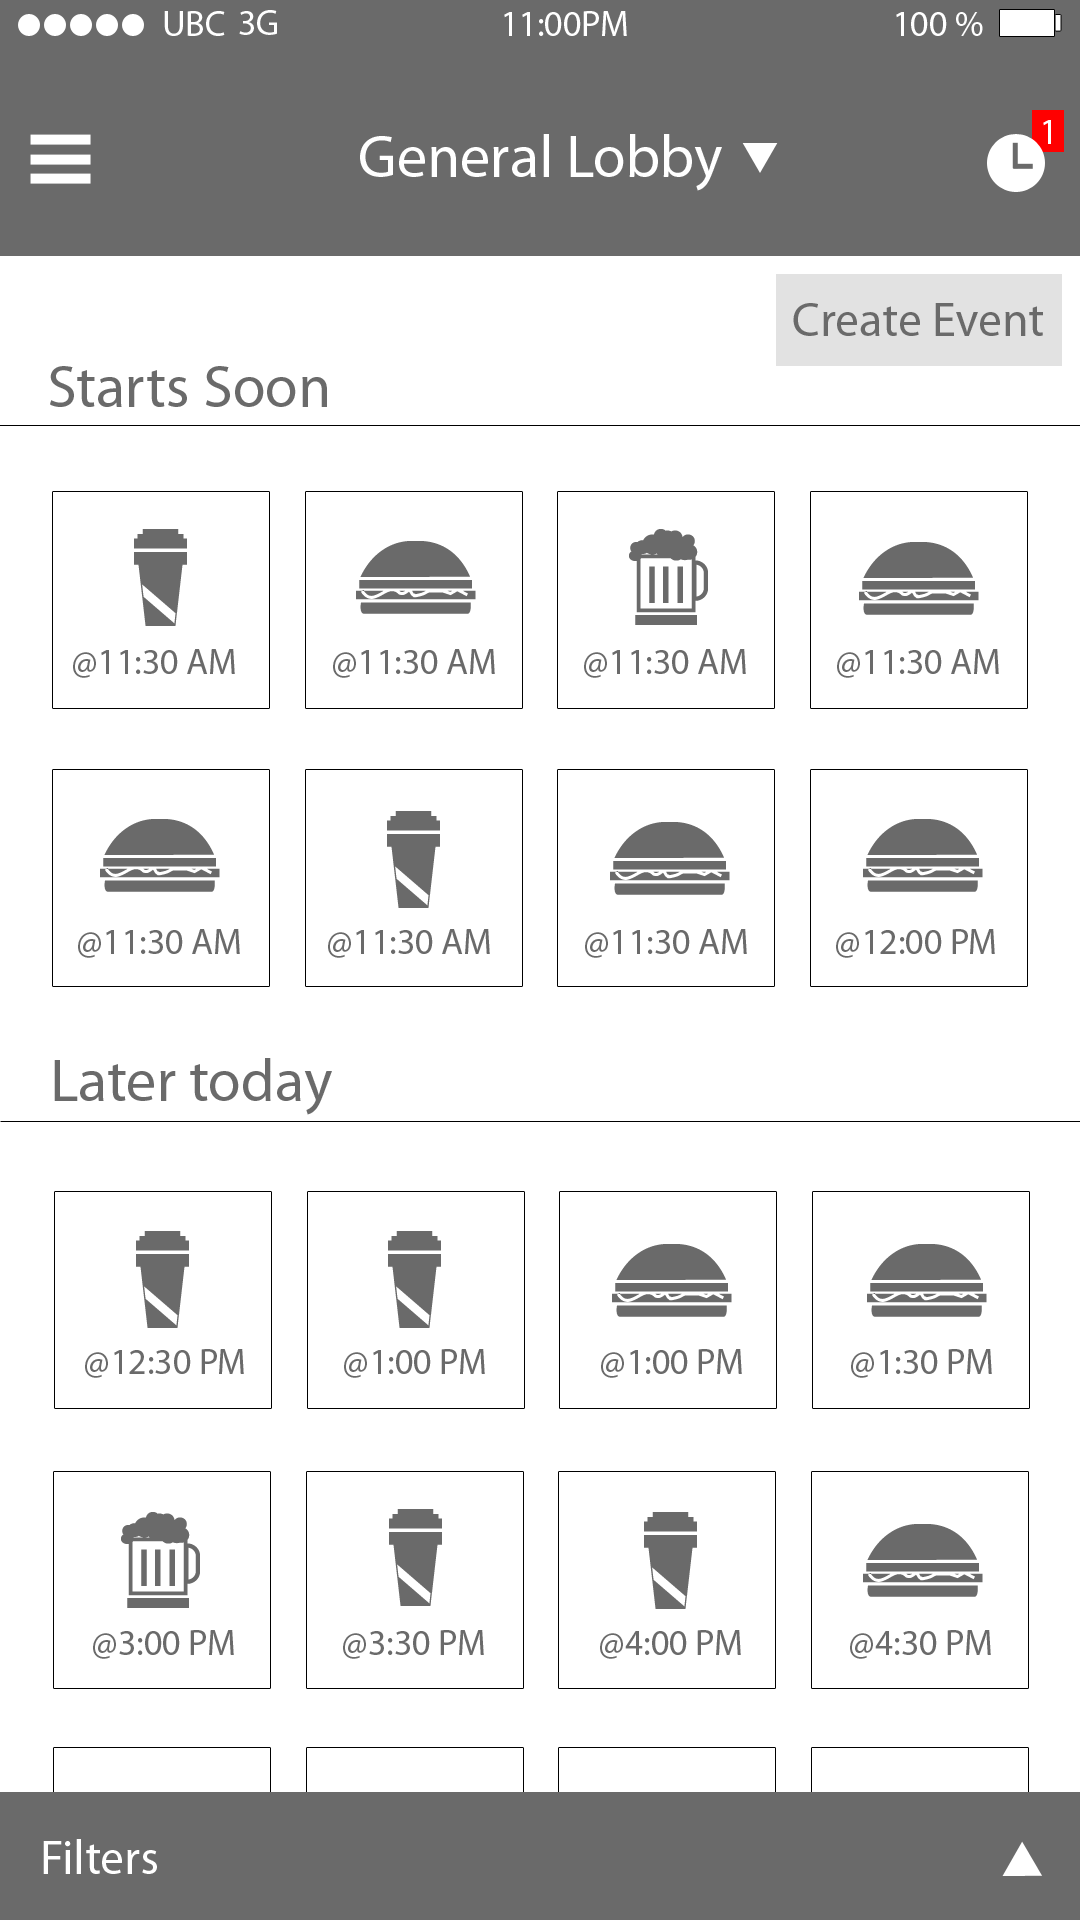 UBC 3G 11:00PM 100 %
General Lobby 1
Create Event
Starts Soon
@11:30 AM @11:30 AM @11:30 AM @11:30 AM
@11:30 AM @11:30 AM @11:30 AM @12:00 PM
Later today
@12:30 PM @1:00 PM @1:00 PM @1:30 PM
@3:00 PM @3:30 PM @4:00 PM @4:30 PM
Filters